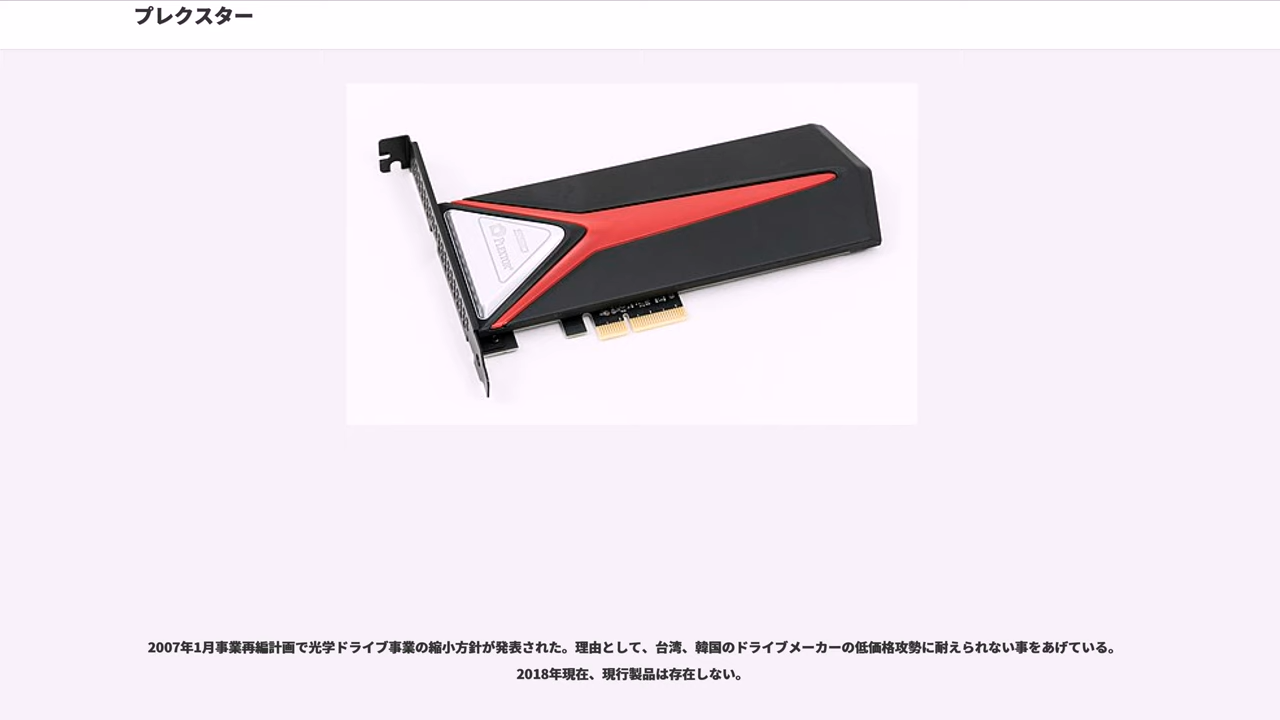 プレクスター
PLEXTOR
2007年1月事業再編計画で光学ドライブ事業の縮小方針が発表された。理由として、台湾、韓国のドライブメーカーの低価格攻勢に耐えられない事をあげている。
2018年現在、現行製品は存在しない。